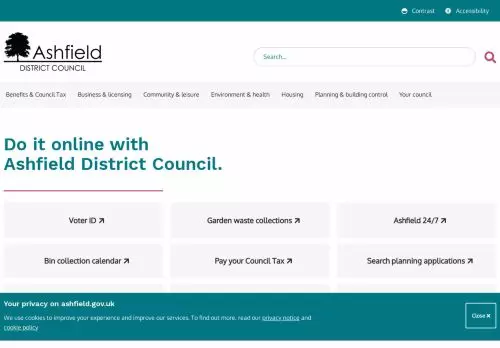 Contrast Accessibility
Ashfield
DISTRICT COUNCIL
Search...
Benefits & Council Tax Business & licensing Community & leisure Environment & health Housing Planning & building control Your council
Do it online with
Ashfield District Council.
Voter ID Garden waste collections Ashfield 24/7
Bin collection calendar Pay your Council Tax Search planning applications
Your privacy on ashfield.gov.uk
We use cookies to improve your experience and improve our services. To find out more, read our privacy notice and
cookie policy
Close ×